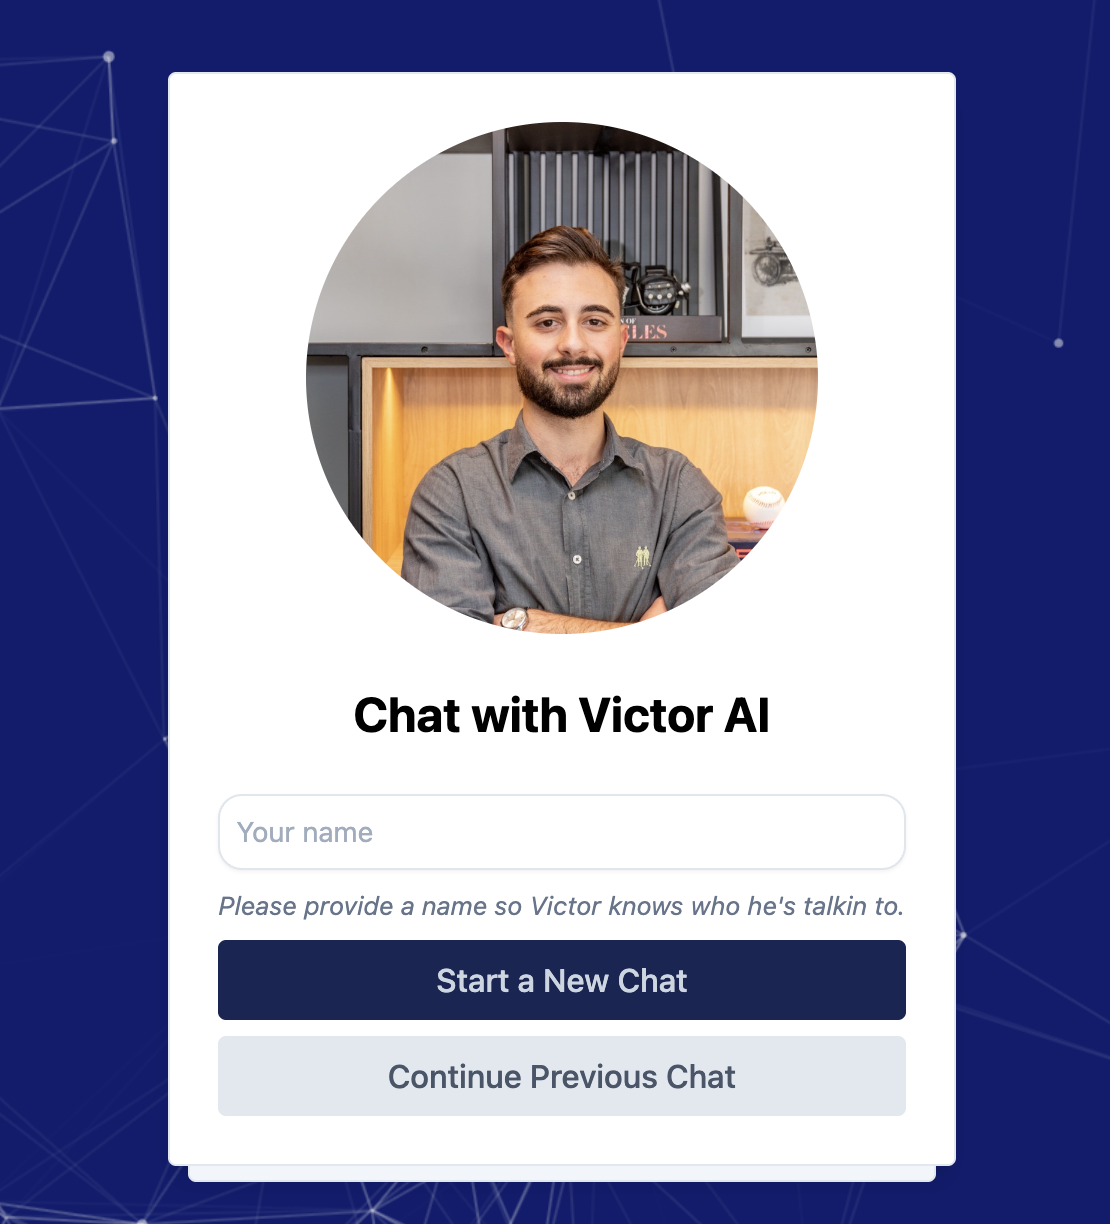 LES
Chat with Victor AI
Your name
Please provide a name so Victor knows who he's talkin to.
Start a New Chat
Continue Previous Chat